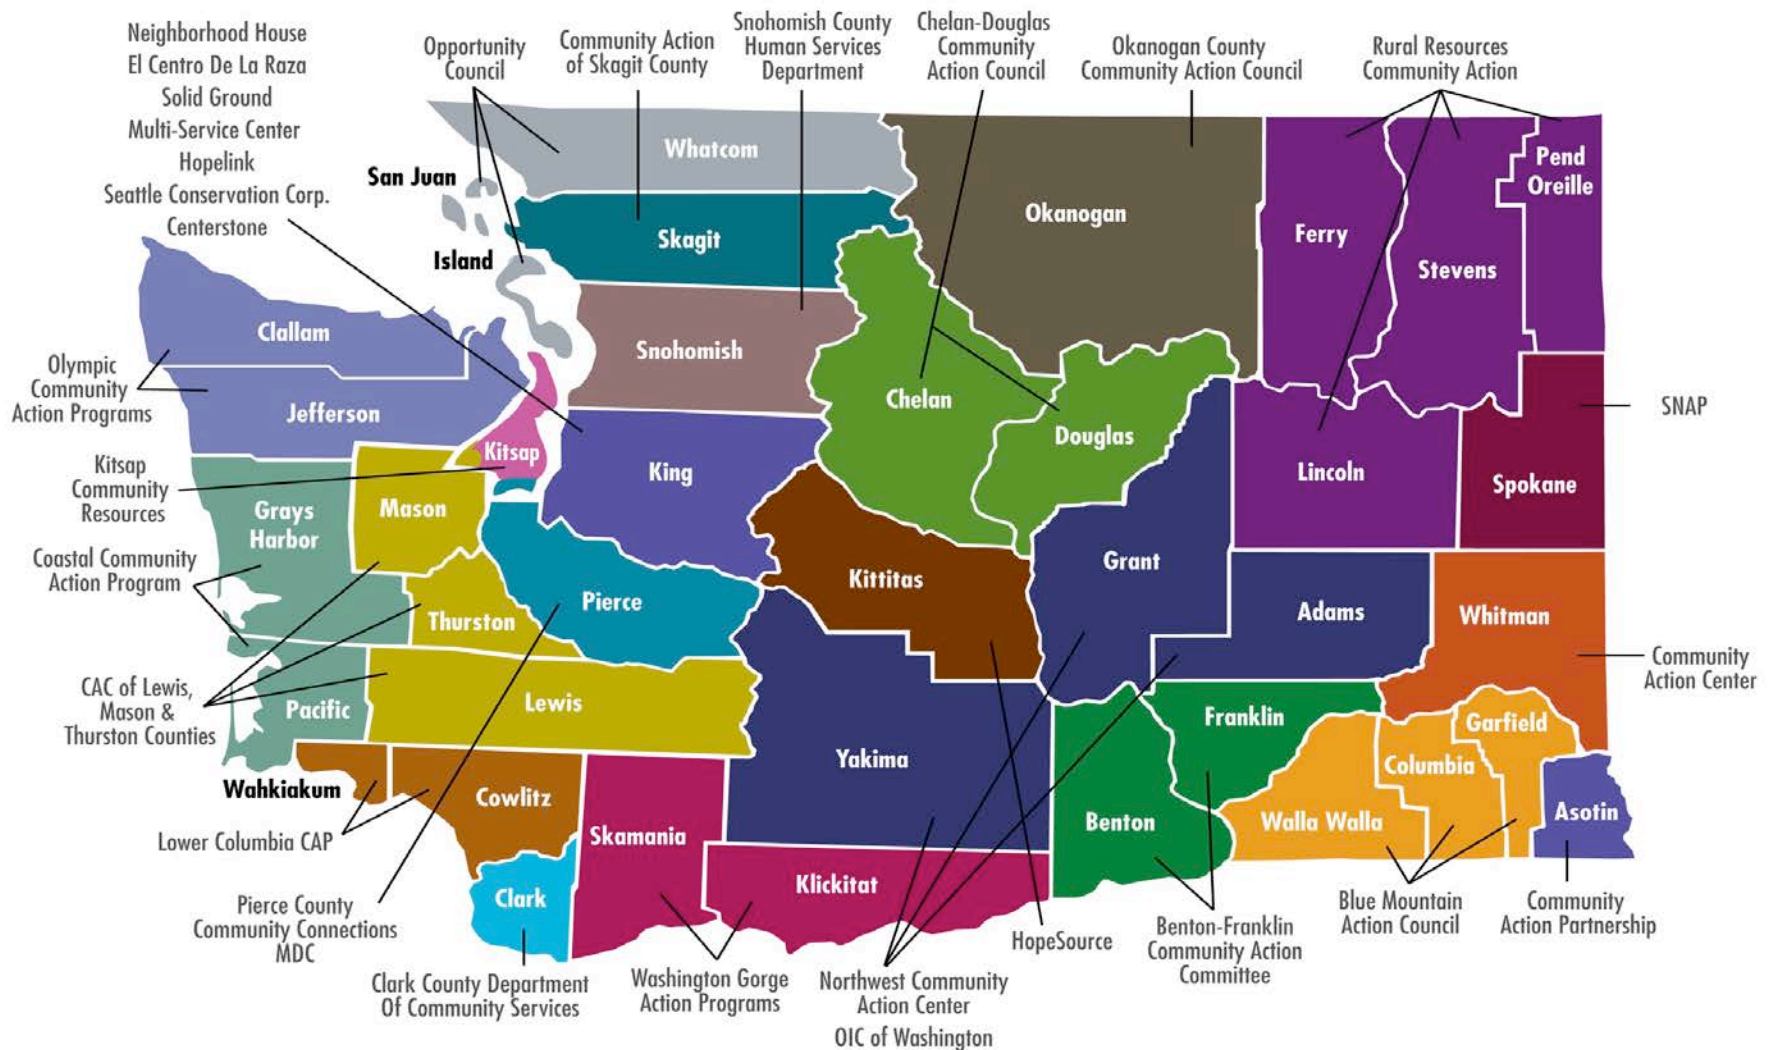 Neighborhood House
El Centro De La Raza
Solid Ground
Multi-Service Center
Hopelink
Seattle Conservation Corp.
Centerstone
Opportunity
Council
Community Action
of Skagit County
Snohomish County
Human Services
Department
Chelan-Douglas
Community
Action Council
Okanogan County
Community Action Council
Rural Resources
Community Action
Whatcom
San Juan
Skagit
Island
Okanogan
Ferry
Stevens
Pend
Oreille
Clallam
Snohomish
Olympic
Community
Action Programs
Jefferson
Chelan
Douglas
SNAP
Kitsap
King
Lincoln
Spokane
Kitsap
Community
Resources
Grays
Harbor
Mason
Coastal Community
Action Program
Kittitas
Grant
Pierce
Thurston
Adams
Whitman
Community
Action Center
CAC of Lewis,
Mason &
Thurston Counties
Pacific
Lewis
Franklin
Garfield
Yakima
Columbia
Wahkiakum
Cowlitz
Lower Columbia CAP
Skamania
Benton
Walla Walla
Asotin
Clark
Klickitat
Pierce County
Community Connections
MDC
Clark County Department
Of Community Services
Washington Gorge
Action Programs
Northwest Community
Action Center
OIC of Washington
HopeSource
Benton-Franklin
Community Action
Committee
Blue Mountain
Action Council
Community
Action Partnership